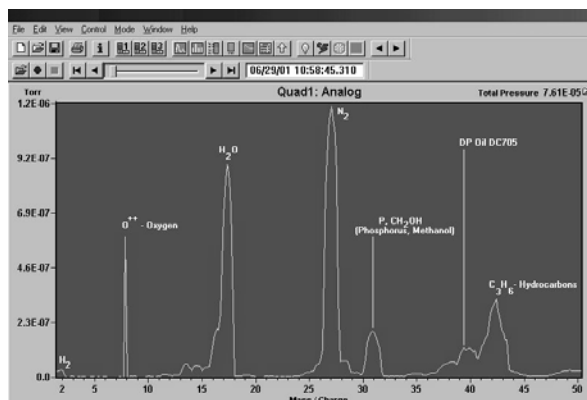 File Edit View Control Mode Window Help
06/29/01 10:58:45.310
Torr Quad1: Analog Total Pressure 7.61E-05
1.2E-06
9.2E-07
6.9E-07
4.6E-07
2.3E-07
0.0
H2
O++ - Oxygen
H2O
N2
P, CH2OH
(Phosphorus, Methanol)
DP Oil DC705
C3H6- Hydrocarbons
2 5 10 15 20 25 30 35 40 45 50
Mass / Charge